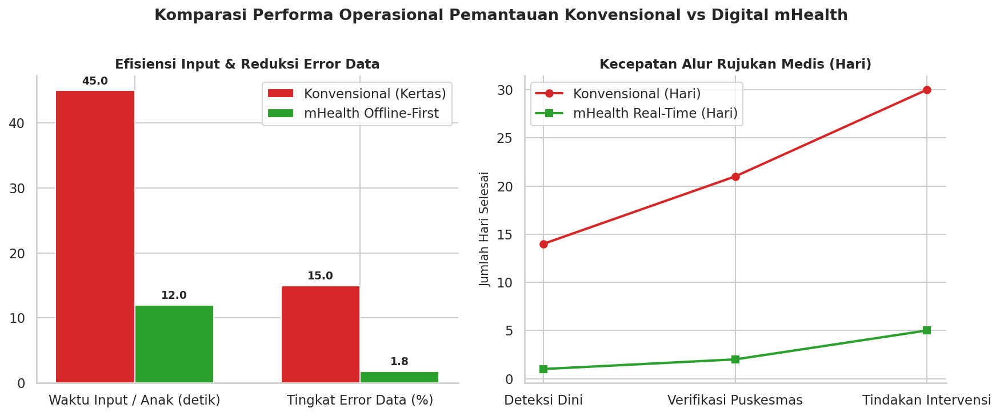 Komparasi Performa Operasional Pemantauan Konvensional vs Digital mHealth
Efisiensi Input & Reduksi Error Data
45.0
Konvensional (Kertas)
mHealth Offline-First
40
30
20
15.0
12.0
10
1.8
0
Waktu Input / Anak (detik)
Tingkat Error Data (%)
Kecepatan Alur Rujukan Medis (Hari)
Konvensional (Hari)
mHealth Real-Time (Hari)
Jumlah Hari Selesai
30
25
20
15
10
5
0
Deteksi Dini
Verifikasi Puskesmas
Tindakan Intervensi